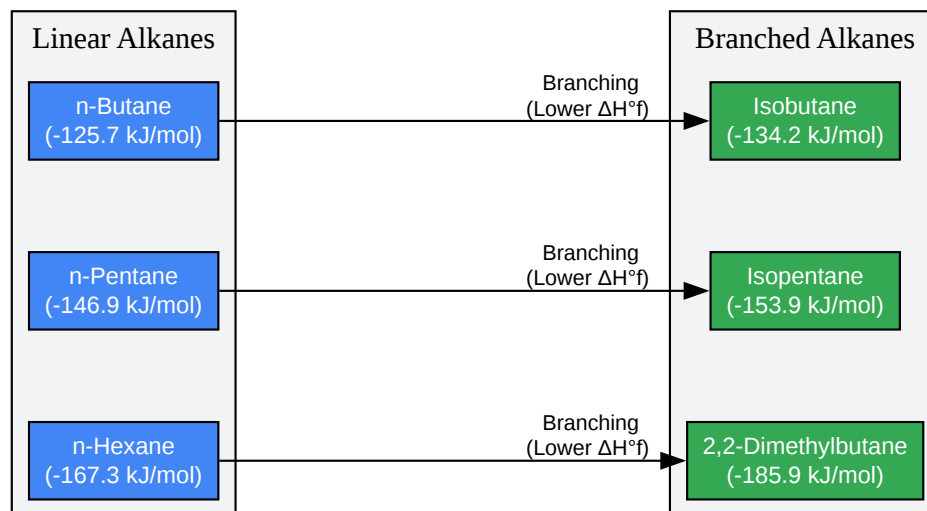 Linear Alkanes
Branched Alkanes
n-Butane
(-125.7 kJ/mol)
Branching
(Lower ΔH°f)
Isobutane
(-134.2 kJ/mol)
n-Pentane
(-146.9 kJ/mol)
Branching
(Lower ΔH°f)
Isopentane
(-153.9 kJ/mol)
n-Hexane
(-167.3 kJ/mol)
Branching
(Lower ΔH°f)
2,2-Dimethylbutane
(-185.9 kJ/mol)